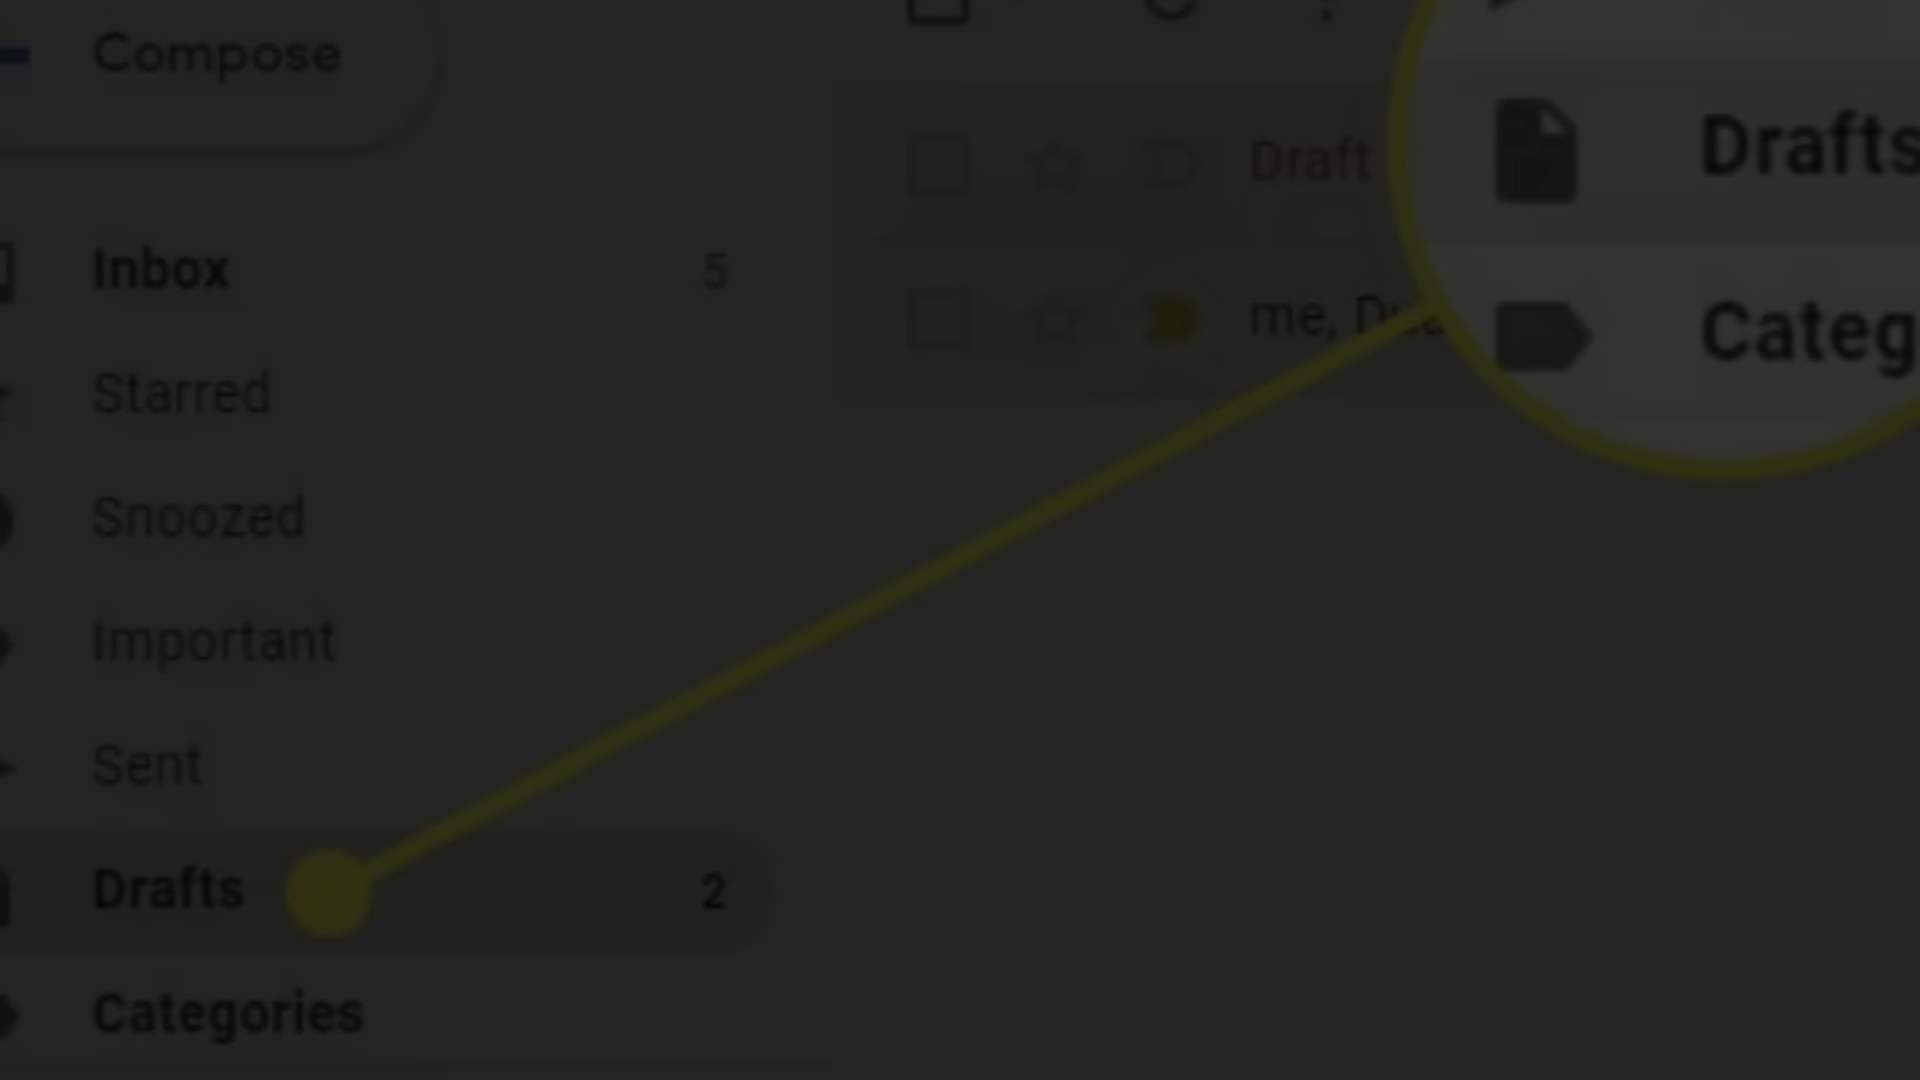 Compose
Inbox 5
Starred
Snoozed
Important
Sent
Drafts 2
Categories
Draft
me,
Drafts
Categ